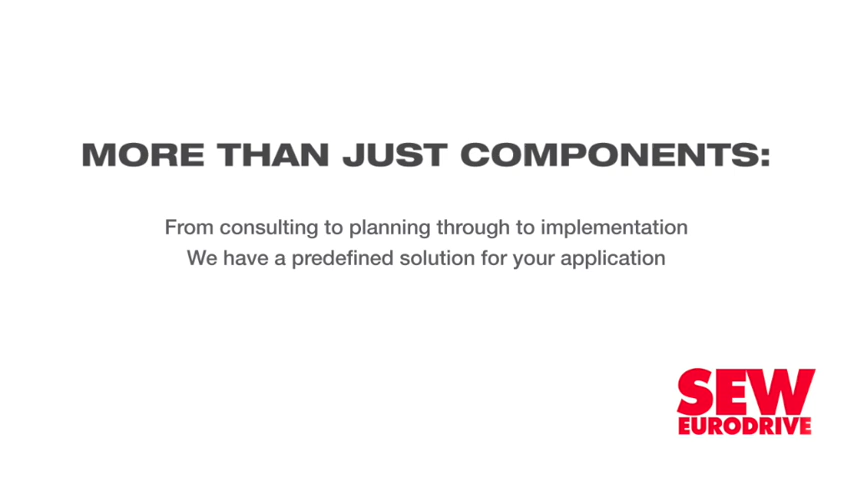 MORE THAN JUST COMPONENTS:
From consulting to planning through to implementation
We have a predefined solution for your application
SEW
EURODRIVE